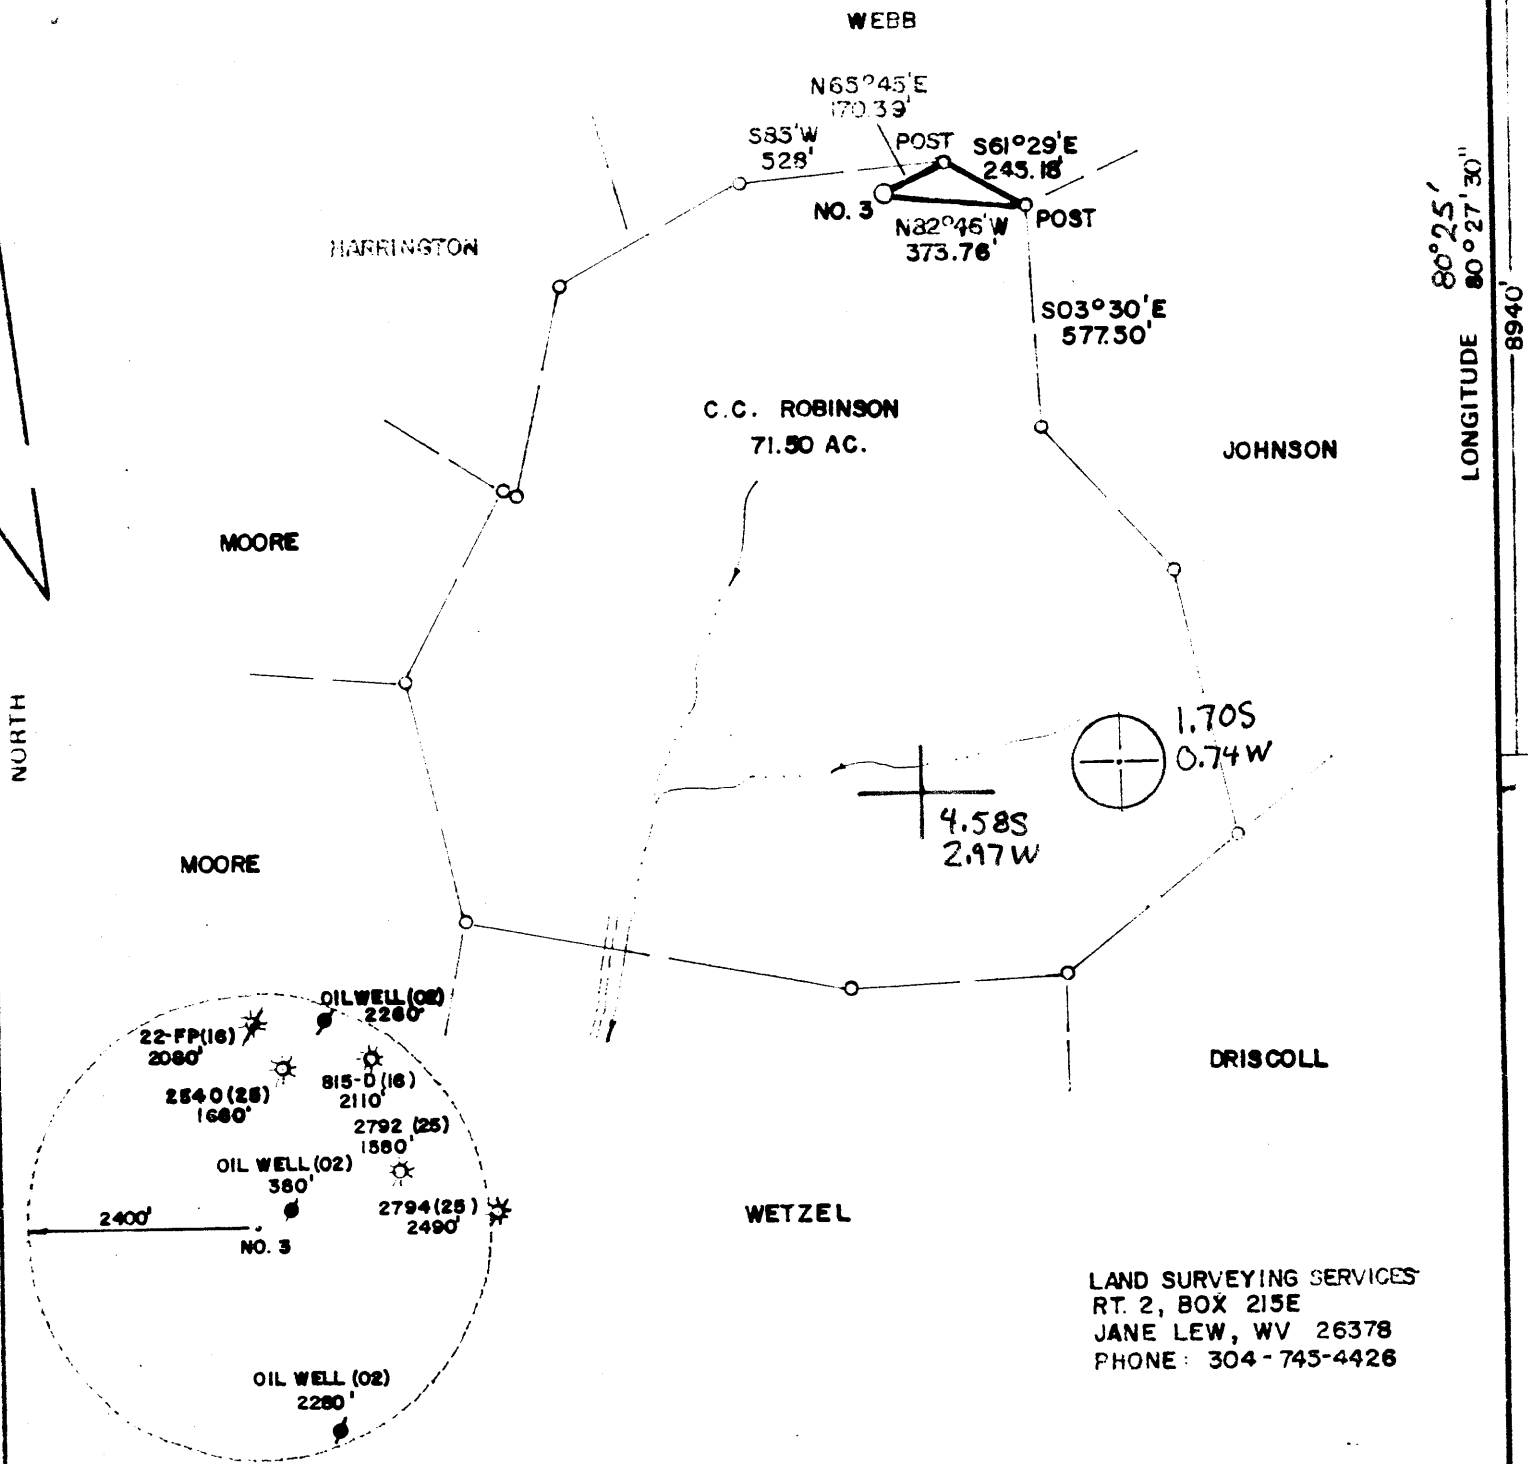 WEBB
N65°45'E
170.39'
S85'W
528'
POST
S61°29'E
245.18'
NO. 3
N82°46'W
373.76'
POST
HARRINGTON
S03°30'E
577.50'
80°25'
LONGITUDE 80°27'30"
8940'
C.C. ROBINSON
71.50 AC.
JOHNSON
MOORE
NORTH
1.70S
0.74W
4.58S
2.97W
MOORE
OIL WELL (02)
2260'
22-FP(16)
2080'
2540 (25)
1680'
815-D (16)
2110'
2792 (25)
1580'
OIL WELL (02)
380'
2794(25)
2490'
2400'
NO. 3
OIL WELL (02)
2280'
DRISCOLL
WETZEL
LAND SURVEYING SERVICES
RT. 2, BOX 215E
JANE LEW, WV 26378
PHONE: 304-745-4426